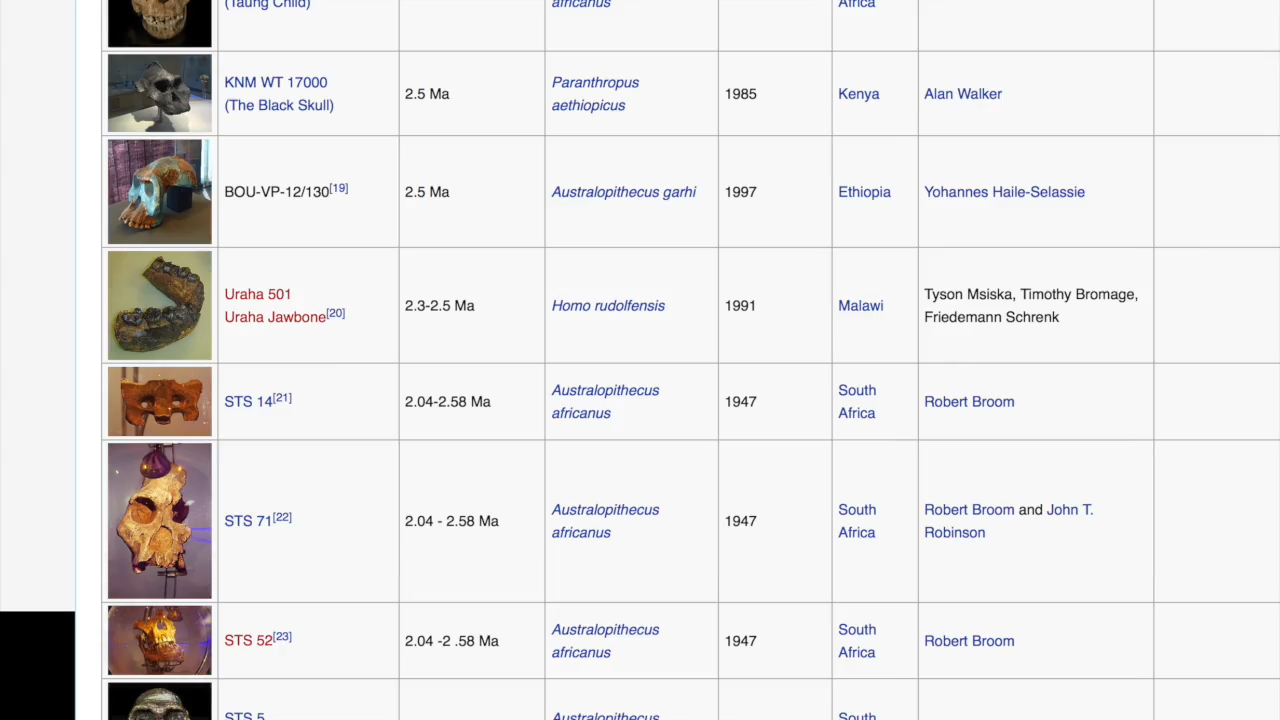 (Taung Child)
africanus
Africa
KNM WT 17000
(The Black Skull)
2.5 Ma
Paranthropus
aethiopicus
1985
Kenya
Alan Walker
BOU-VP-12/130[19]
2.5 Ma
Australopithecus garhi
1997
Ethiopia
Yohannes Haile-Selassie
Uraha 501
Uraha Jawbone[20]
2.3-2.5 Ma
Homo rudolfensis
1991
Malawi
Tyson Msiska, Timothy Bromage,
Friedemann Schrenk
STS 14[21]
2.04-2.58 Ma
Australopithecus
africanus
1947
South
Africa
Robert Broom
STS 71[22]
2.04 - 2.58 Ma
Australopithecus
africanus
1947
South
Africa
Robert Broom and John T.
Robinson
STS 52[23]
2.04 -2 .58 Ma
Australopithecus
africanus
1947
South
Africa
Robert Broom
STS 5
Australopithecus
South